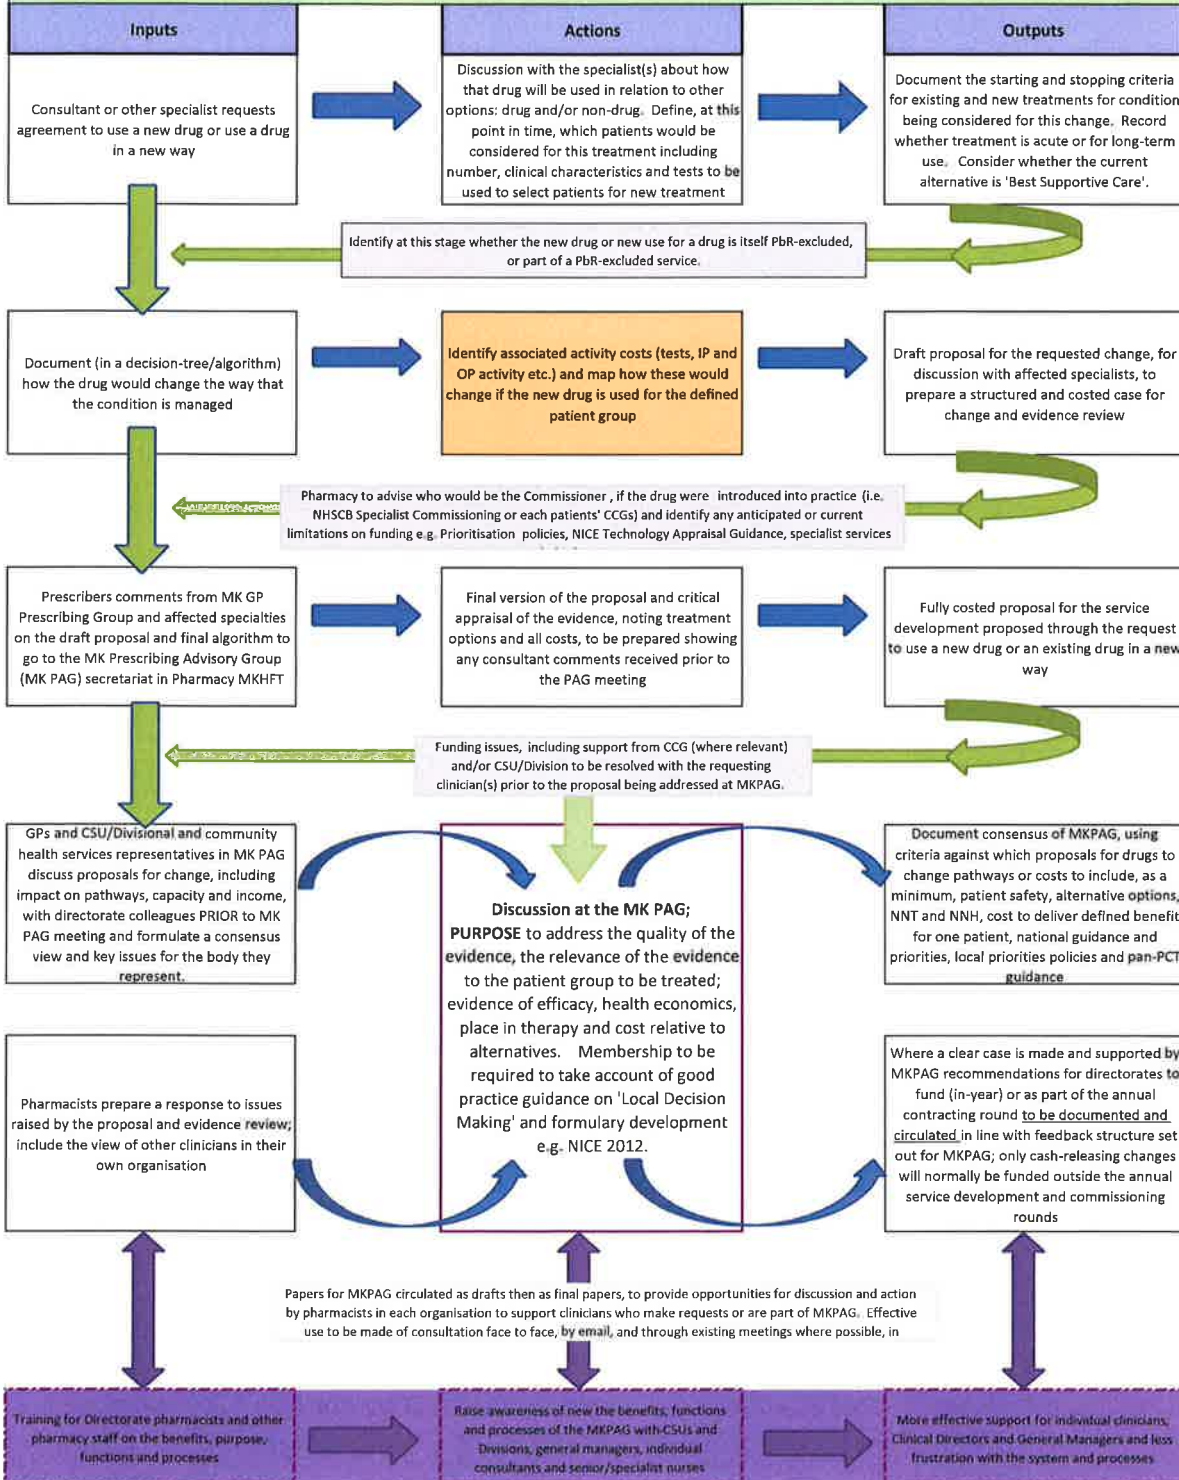 Inputs
Actions
Outputs
Consultant or other specialist requests
agreement to use a new drug or use a drug
in a new way
Discussion with the specialist(s) about how
that drug will be used in relation to other
options: drug and/or non-drug. Define, at this
point in time, which patients would be
considered for this treatment including
number, clinical characteristics and tests to be
used to select patients for new treatment
Document the starting and stopping criteria
for existing and new treatments for condition
being considered for this change. Record
whether treatment is acute or for long-term
use. Consider whether the current
alternative is 'Best Supportive Care'.
Identify at this stage whether the new drug or new use for a drug is itself PbR-excluded,
or part of a PbR-excluded service.
Document (in a decision-tree/algorithm)
how the drug would change the way that
the condition is managed
Identify associated activity costs (tests, IP and
OP activity etc.) and map how these would
change if the new drug is used for the defined
patient group
Draft proposal for the requested change, for
discussion with affected specialists, to
prepare a structured and costed case for
change and evidence review
Pharmacy to advise who would be the Commissioner , if the drug were introduced into practice (i.e.
NHSCB Specialist Commissioning or each patients' CCGs) and identify any anticipated or current
limitations on funding e.g. Prioritisation policies, NICE Technology Appraisal Guidance, specialist services
Prescribers comments from MK GP
Prescribing Group and affected specialties
on the draft proposal and final algorithm to
go to the MK Prescribing Advisory Group
(MK PAG) secretariat in Pharmacy MKHFT
Final version of the proposal and critical
appraisal of the evidence, noting treatment
options and all costs, to be prepared showing
any consultant comments received prior to
the PAG meeting
Fully costed proposal for the service
development proposed through the request
to use a new drug or an existing drug in a new
way
Funding issues, including support from CCG (where relevant)
and/or CSU/Division to be resolved with the requesting
clinician(s) prior to the proposal being addressed at MKPAG.
GPs and CSU/Divisional and community
health services representatives in MK PAG
discuss proposals for change, including
impact on pathways, capacity and income,
with directorate colleagues PRIOR to MK
PAG meeting and formulate a consensus
view and key issues for the body they
represent.
Discussion at the MK PAG;
PURPOSE to address the quality of the
evidence, the relevance of the evidence
to the patient group to be treated;
evidence of efficacy, health economics,
place in therapy and cost relative to
alternatives. Membership to be
required to take account of good
practice guidance on 'Local Decision
Making' and formulary development
e.g. NICE 2012.
Document consensus of MKPAG, using
criteria against which proposals for drugs to
change pathways or costs to include, as a
minimum, patient safety, alternative options,
NNT and NNH, cost to deliver defined benefit
for one patient, national guidance and
priorities, local priorities policies and pan-PCT
guidance
Pharmacists prepare a response to issues
raised by the proposal and evidence review;
include the view of other clinicians in their
own organisation
Where a clear case is made and supported by
MKPAG recommendations for directorates to
fund (in-year) or as part of the annual
contracting round to be documented and
circulated in line with feedback structure set
out for MKPAG; only cash-releasing changes
will normally be funded outside the annual
service development and commissioning
rounds
Papers for MKPAG circulated as drafts then as final papers, to provide opportunities for discussion and action
by pharmacists in each organisation to support clinicians who make requests or are part of MKPAG. Effective
use to be made of consultation face to face, by email, and through existing meetings where possible, in
Training for Directorate pharmacists and other
pharmacy staff on the benefits, purpose,
functions and processes
Raise awareness of new the benefits, functions
and processes of the MKPAG with CSUs and
Divisions, general managers, individual
consultants and senior/specialist nurses
More effective support for individual clinicians,
Clinical Directors and General Managers and less
frustration with the system and processes